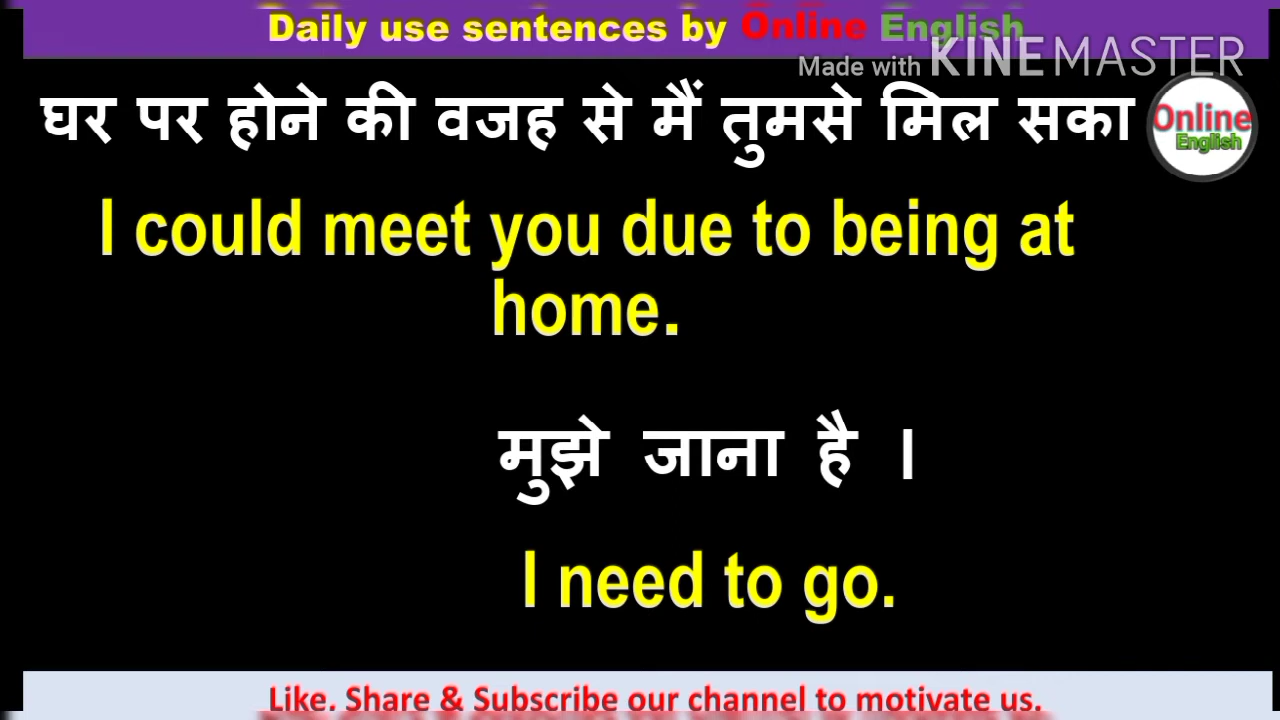 Daily use sentences by Online English
Made with KINEMASTER
घर पर होने की वजह से मैं तुमसे मिल सका
Online
English
I could meet you due to being at
home.
मुझे जाना है ।
I need to go.
Like, Share & Subscribe our channel to motivate us.